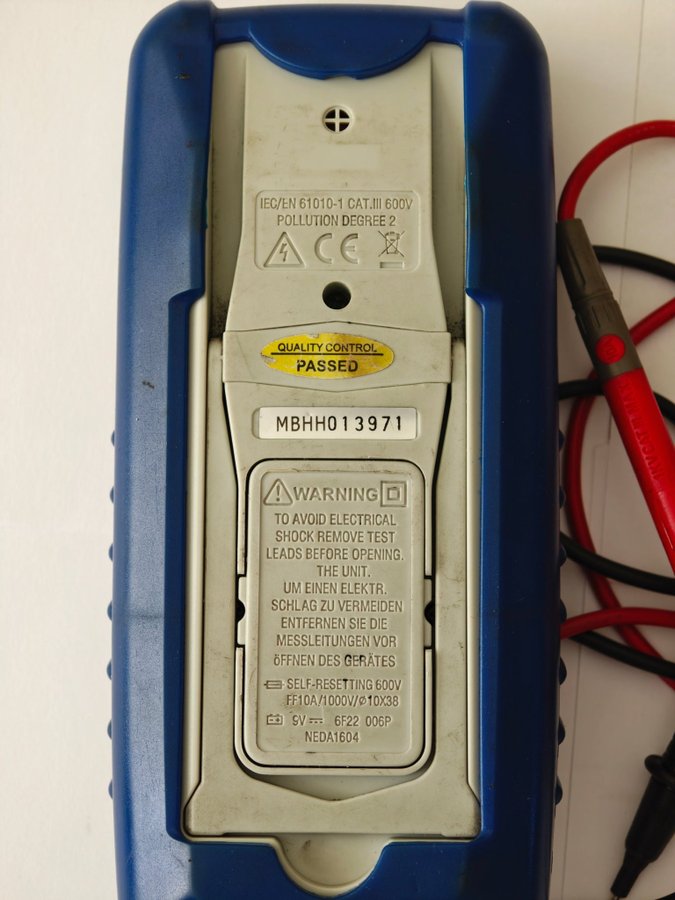 IEC/EN 61010-1 CAT.III 600V
POLLUTION DEGREE 2
CE
QUALITY CONTROL
PASSED
MBHH013971
WARNING
TO AVOID ELECTRICAL
SHOCK REMOVE TEST
LEADS BEFORE OPENING.
THE UNIT.
UM EINEN ELEKTR.
SCHLAG ZU VERMEIDEN
ENTFERNEN SIE DIE
MESSLEITUNGEN VOR
öFFNEN DES GERÄTES
SELF-RESETTING 600V
FF10A/1000V/ø10X38
9V 6F22 006P
NEDA1604